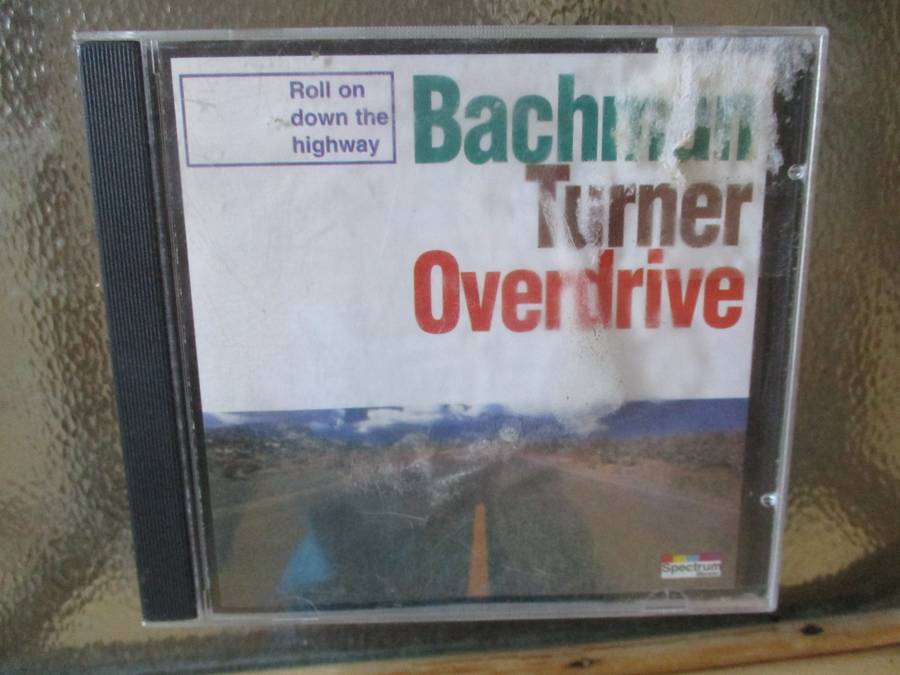 Roll on
down the
highway
Bachman
Turner
Overdrive
Spectrum